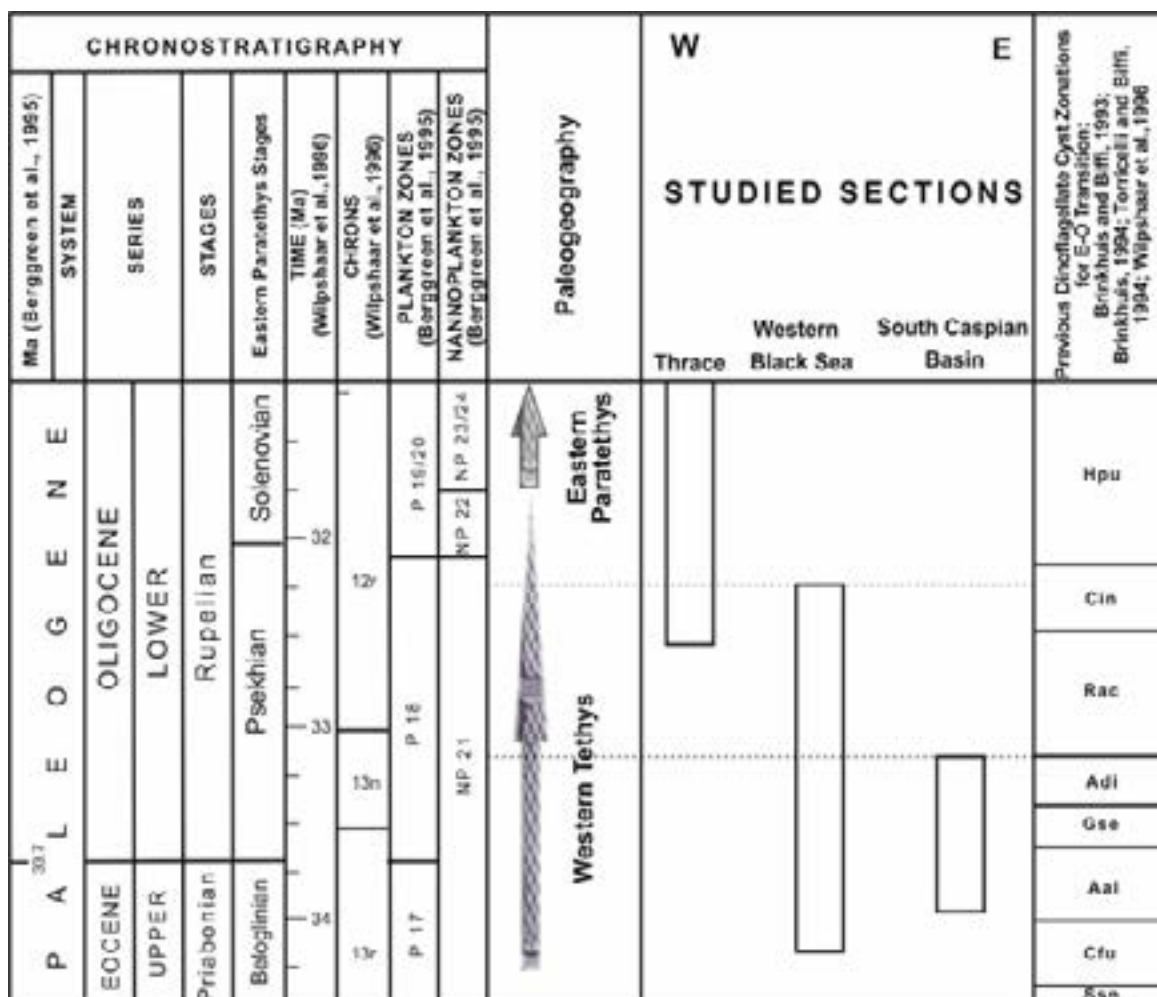 CHRONOSTRATIGRAPHY
Ma (Berggreen et al., 1995)
SYSTEM
SERIES
STAGES
Eastern Paratethys Stages
TIME (Ma)
(Wilpshaar et al.,1996)
CHRONS
(Wilpshaar et al.,1996)
PLANKTON ZONES
(Berggreen et al., 1995)
NANNOPLANKTON ZONES
(Berggreen et al., 1995)
Paleogeography
W
E
STUDIED SECTIONS
Thrace
Western
Black Sea
South Caspian
Basin
Previous Dinoflagellate Cyst Zonations
for E-O Transition:
Brinkhuis and Biffi, 1993;
Brinkhuis, 1994; Torricelli and Biffi,
1994; Wilpshaar et al.,1996
33.7
PALEOGENE
OLIGOCENE
EOCENE
LOWER
UPPER
Rupelian
Priabonian
Solenovian
Psekhian
Beloglinian
32
33
34
12r
13n
13r
P 18
P 17
NP 23/24
NP 22
NP 21
Eastern
Paratethys
Western Tethys
Hpu
Cin
Rac
Adi
Gse
Aal
Cfu